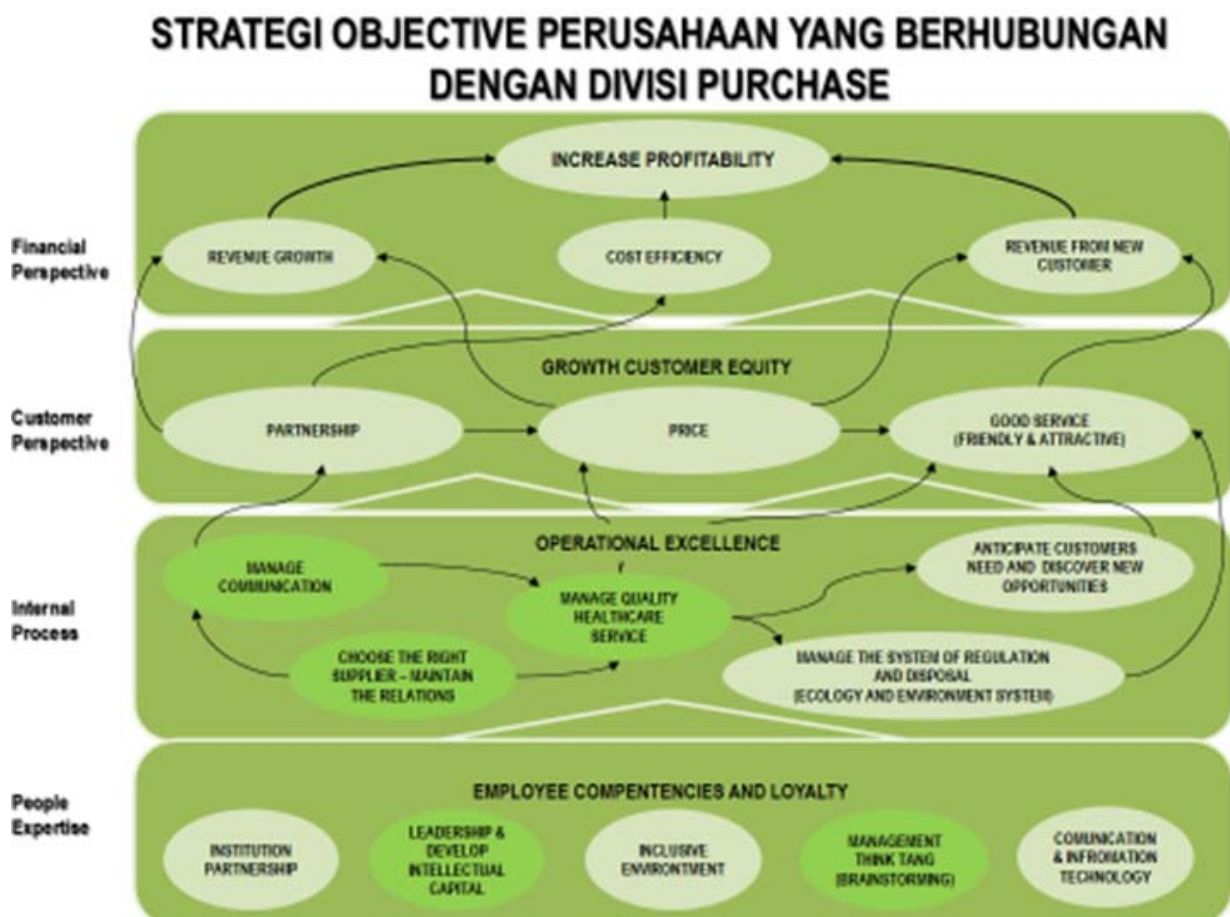 STRATEGI OBJECTIVE PERUSAHAAN YANG BERHUBUNGAN
DENGAN DIVISI PURCHASE
INCREASE PROFITABILITY
Financial
Perspective
REVENUE GROWTH
COST EFFICIENCY
REVENUE FROM NEW
CUSTOMER
GROWTH CUSTOMER EQUITY
Customer
Perspective
PARTNERSHIP
PRICE
GOOD SERVICE
(FRIENDLY & ATTRACTIVE)
OPERATIONAL EXCELLENCE
Internal
Process
MANAGE
COMMUNICATION
MANAGE QUALITY
HEALTHCARE
SERVICE
ANTICIPATE CUSTOMERS
NEED AND DISCOVER NEW
OPPORTUNITIES
CHOOSE THE RIGHT
SUPPLIER – MAINTAIN
THE RELATIONS
MANAGE THE SYSTEM OF REGULATION
AND DISPOSAL
(ECOLOGY AND ENVIRONMENT SYSTEM)
People
Expertise
EMPLOYEE COMPENTENCIES AND LOYALTY
INSTITUTION
PARTNERSHIP
LEADERSHIP &
DEVELOP
INTELLECTUAL
CAPITAL
INCLUSIVE
ENVIRONTMENT
MANAGEMENT
THINK TANG
(BRAINSTORMING)
COMUNICATION
& INFROMATION
TECHNOLOGY